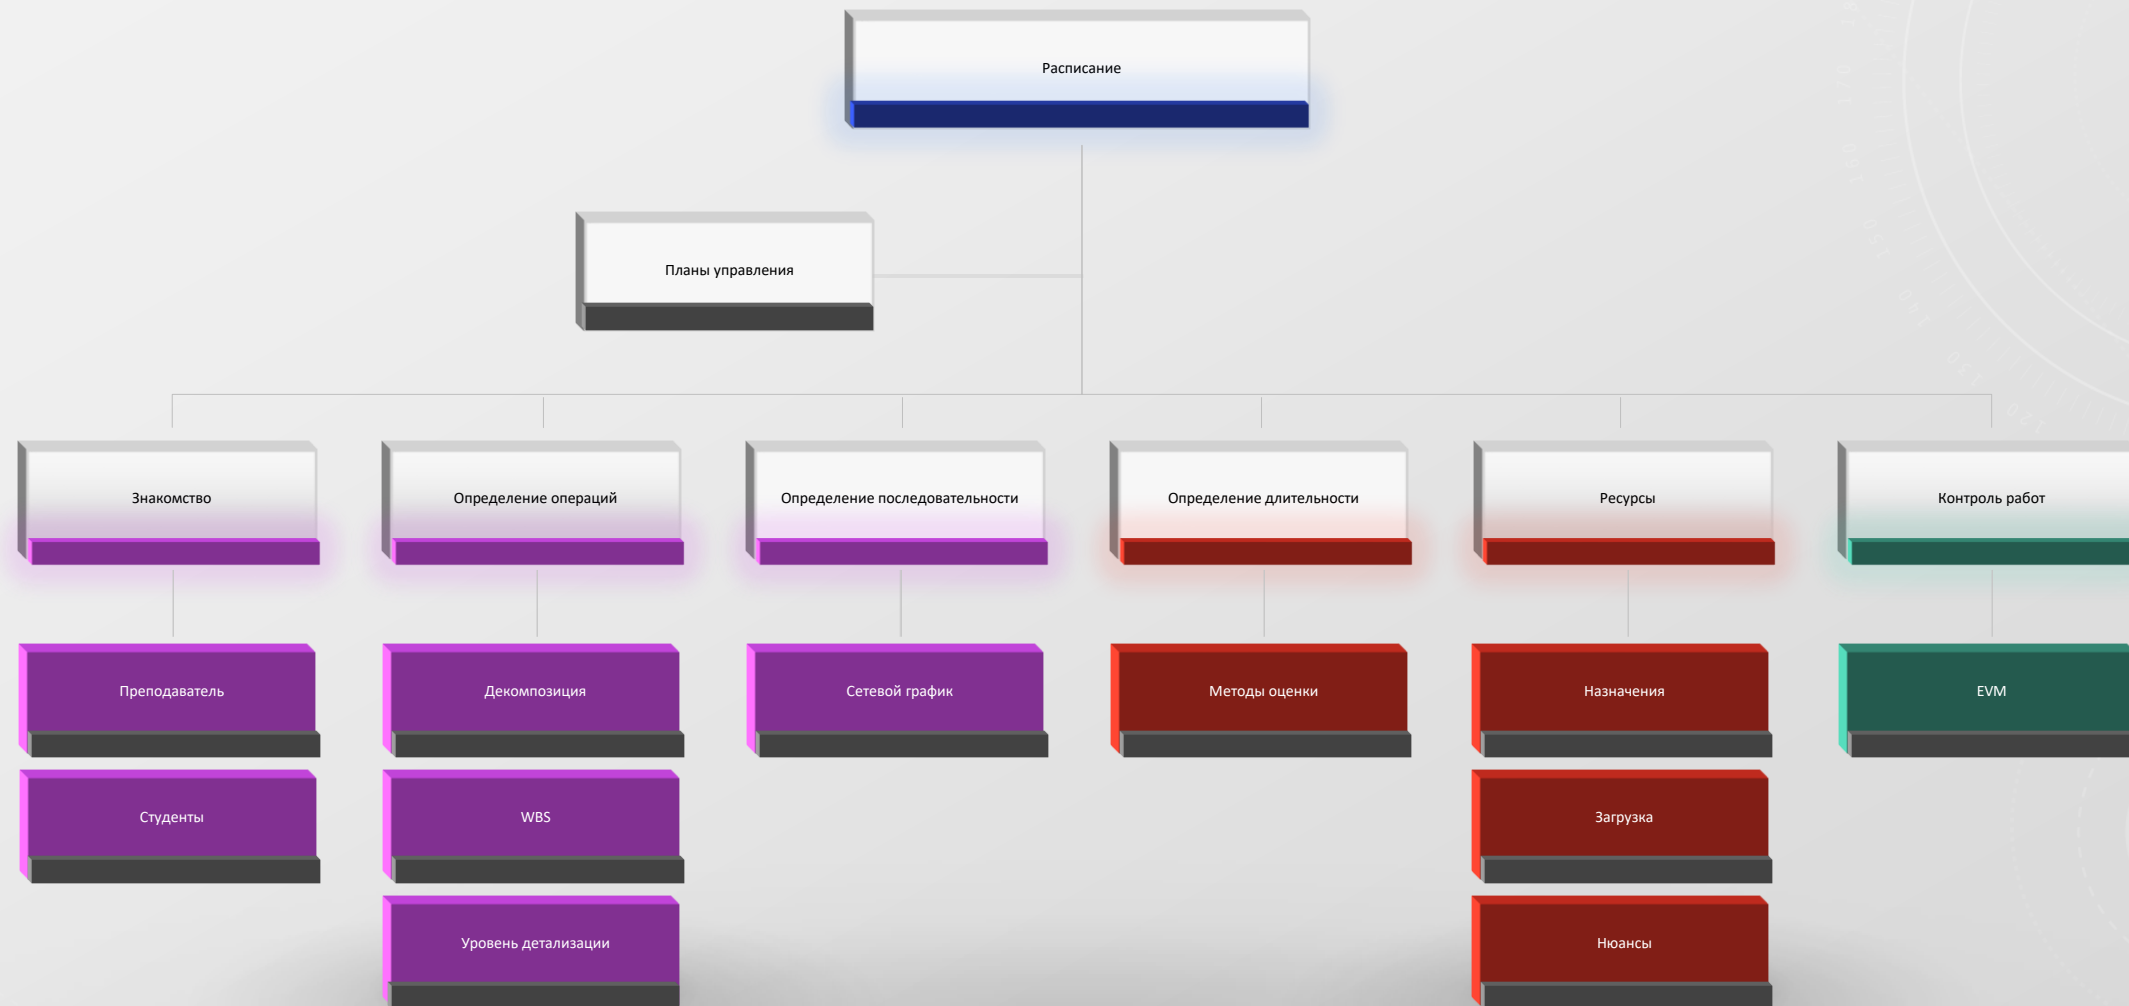 Расписание
Планы управления
Знакомство
Определение операций
Определение последовательности
Определение длительности
Ресурсы
Контроль работ
Преподаватель
Декомпозиция
Сетевой график
Методы оценки
Назначения
EVM
Студенты
WBS
Загрузка
Уровень детализации
Нюансы